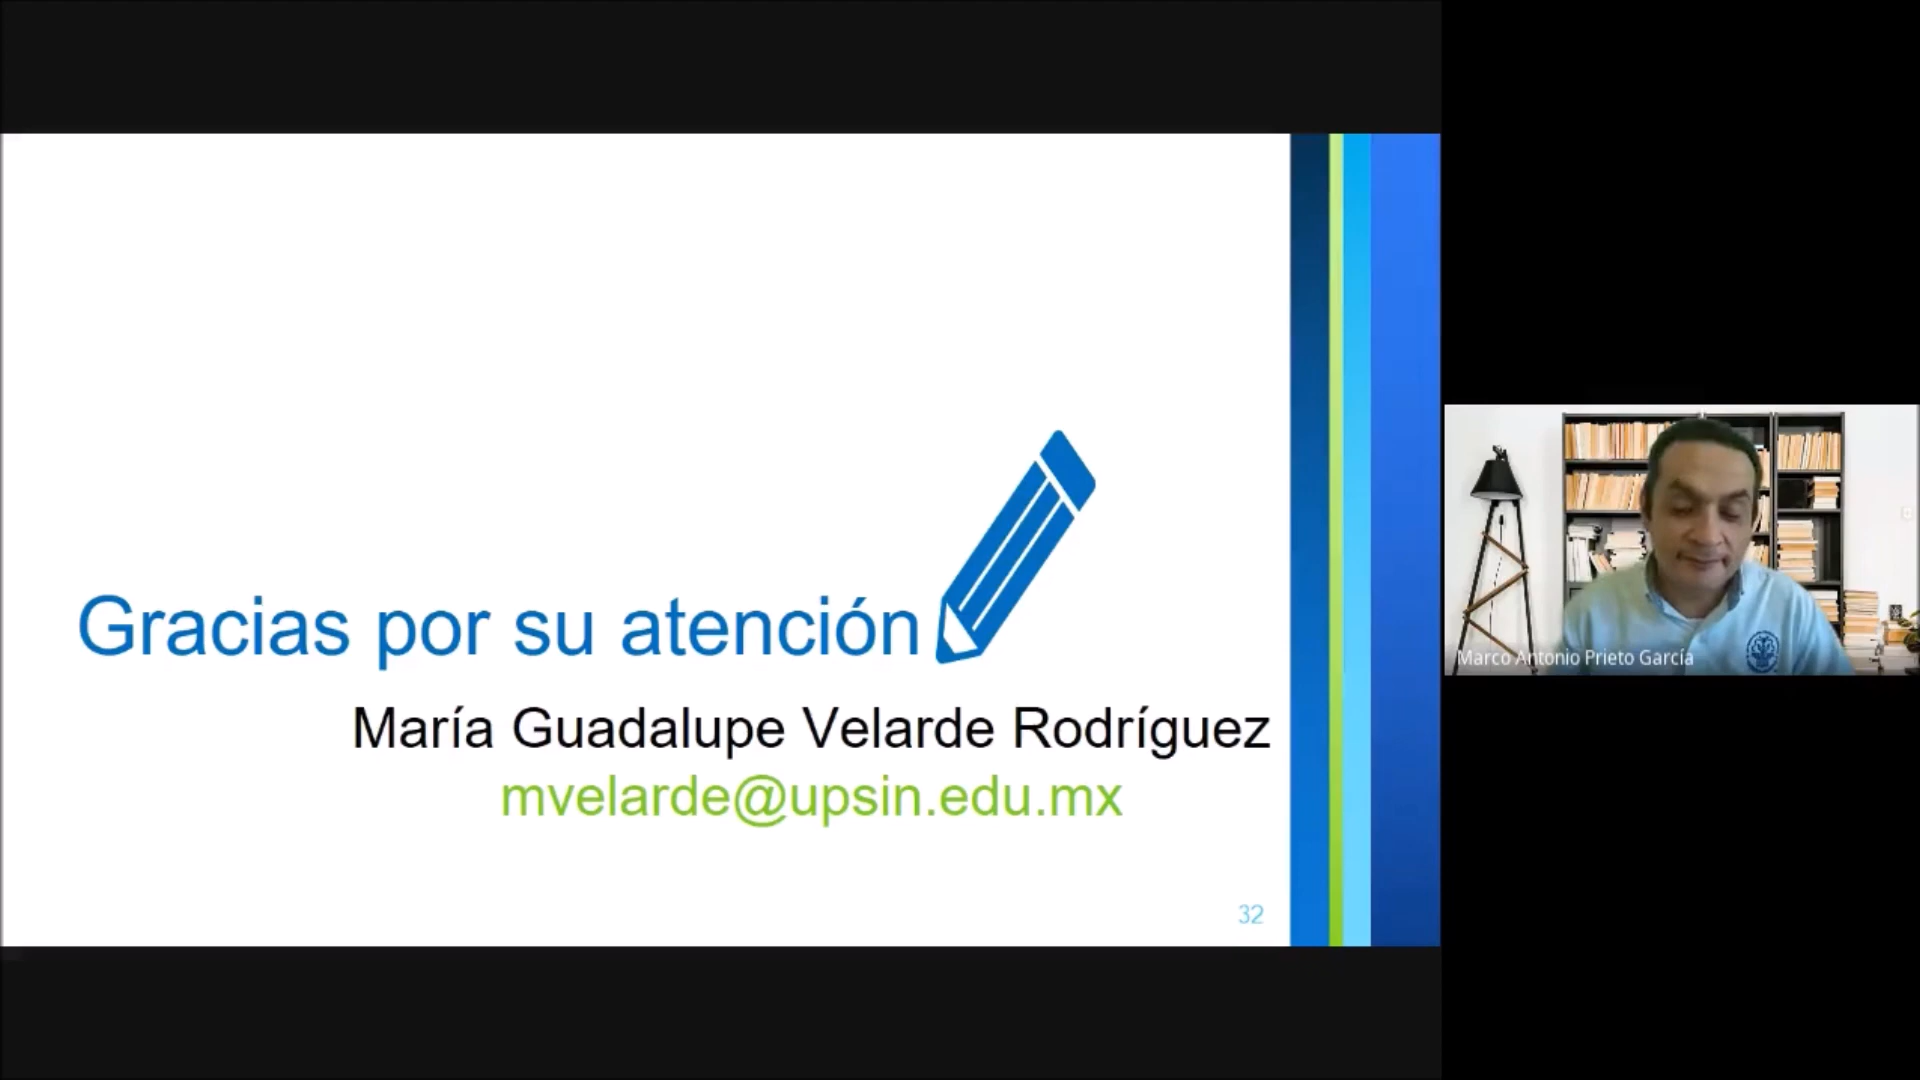 Gracias por su atención
María Guadalupe Velarde Rodríguez
mvelarde@upsin.edu.mx
32
Marco Antonio Prieto García